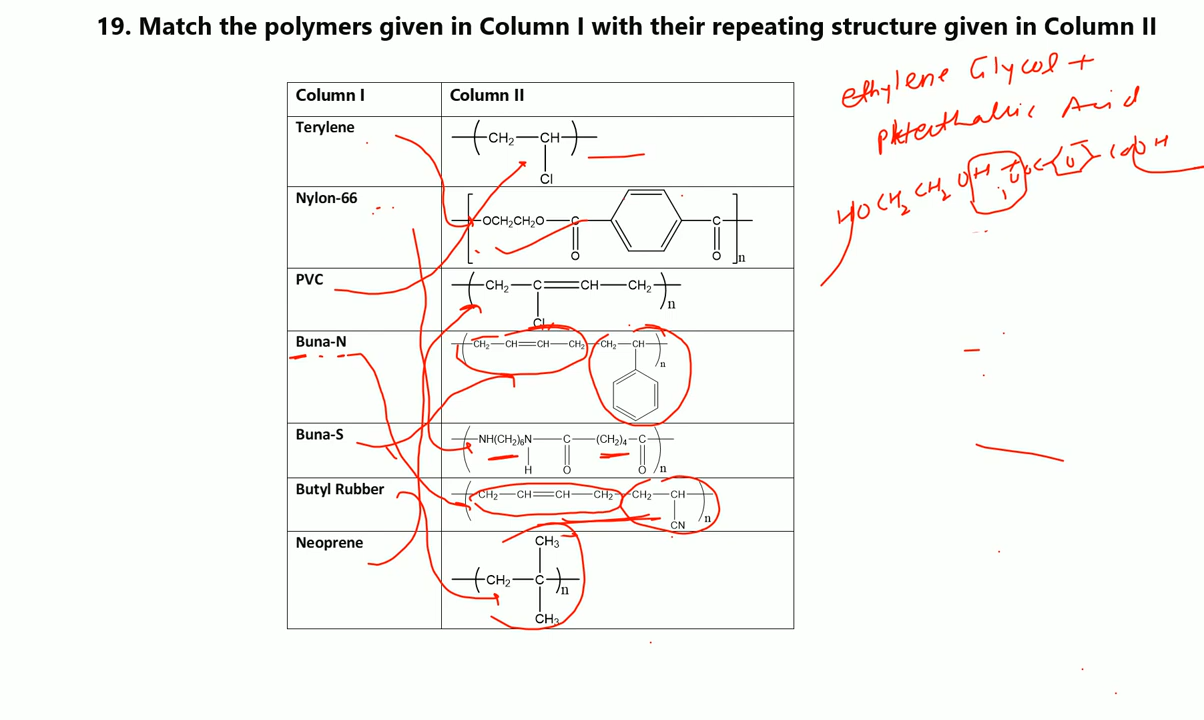 19. Match the polymers given in Column I with their repeating structure given in Column II
ethylene Glycol +
Acid
HOCH₂CH₂OH
COOH
Column I Column II
Terylene
CH₂ CH
Cl
Nylon-66
OCH₂CH₂O C C
O O n
PVC
CH₂ C CH CH₂
n
Cl
Buna-N
CH₂ CH CH CH₂ CH₂ CH
n
Buna-S
NH(CH₂)₆N C (CH₂)₄ C
H O O n
Butyl Rubber
CH₂ CH CH CH₂ CH₂ CH
CN n
Neoprene
CH₃
CH₂ C n
CH₃